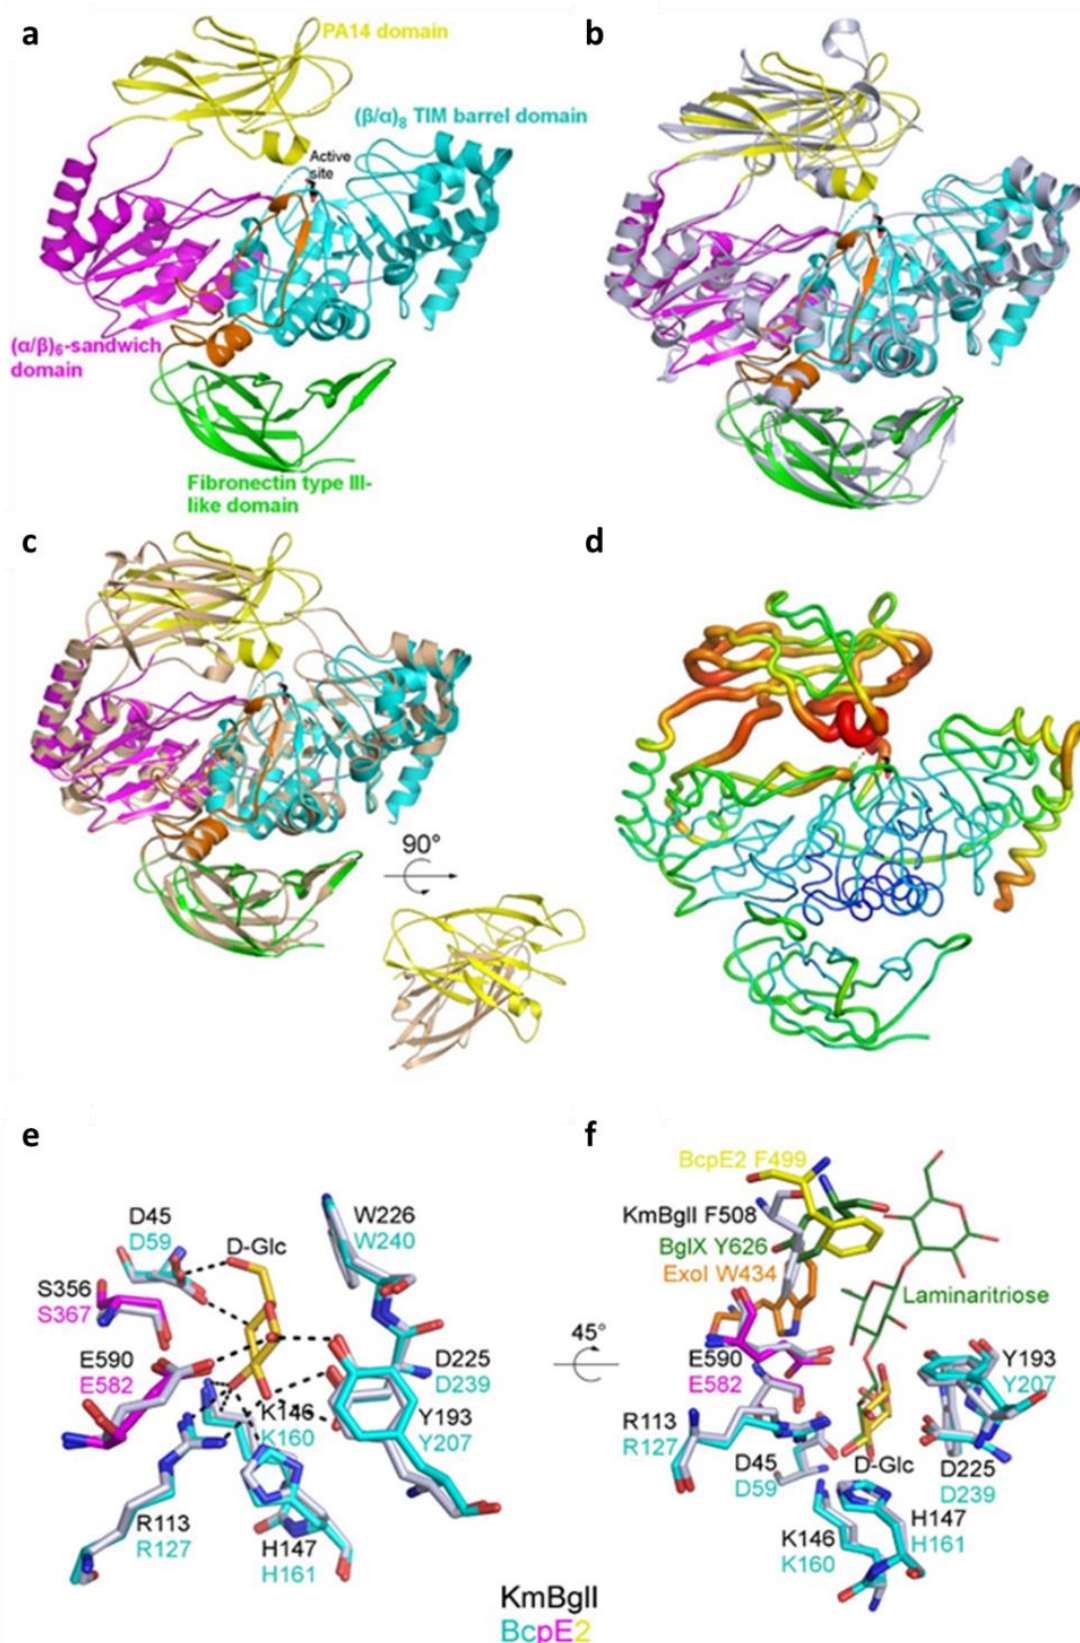 a
PA14 domain
(β/α)₈ TIM barrel domain
Active
site
(α/β)₆-sandwich
domain
Fibronectin type III-
like domain
b
c
90°
d
e
D45
D59
D-Glc
W226
W240
S356
S367
E590
E582
D225
D239
K146
K160
Y193
Y207
R113
R127
H147
H161
f
BcpE2 F499
KmBglI F508
BglX Y626
ExoI W434
Laminaritriose
45°
E590
E582
Y193
Y207
R113
R127
D45
D59
D-Glc
D225
D239
K146
K160
H147
H161
KmBglI
BcpE2